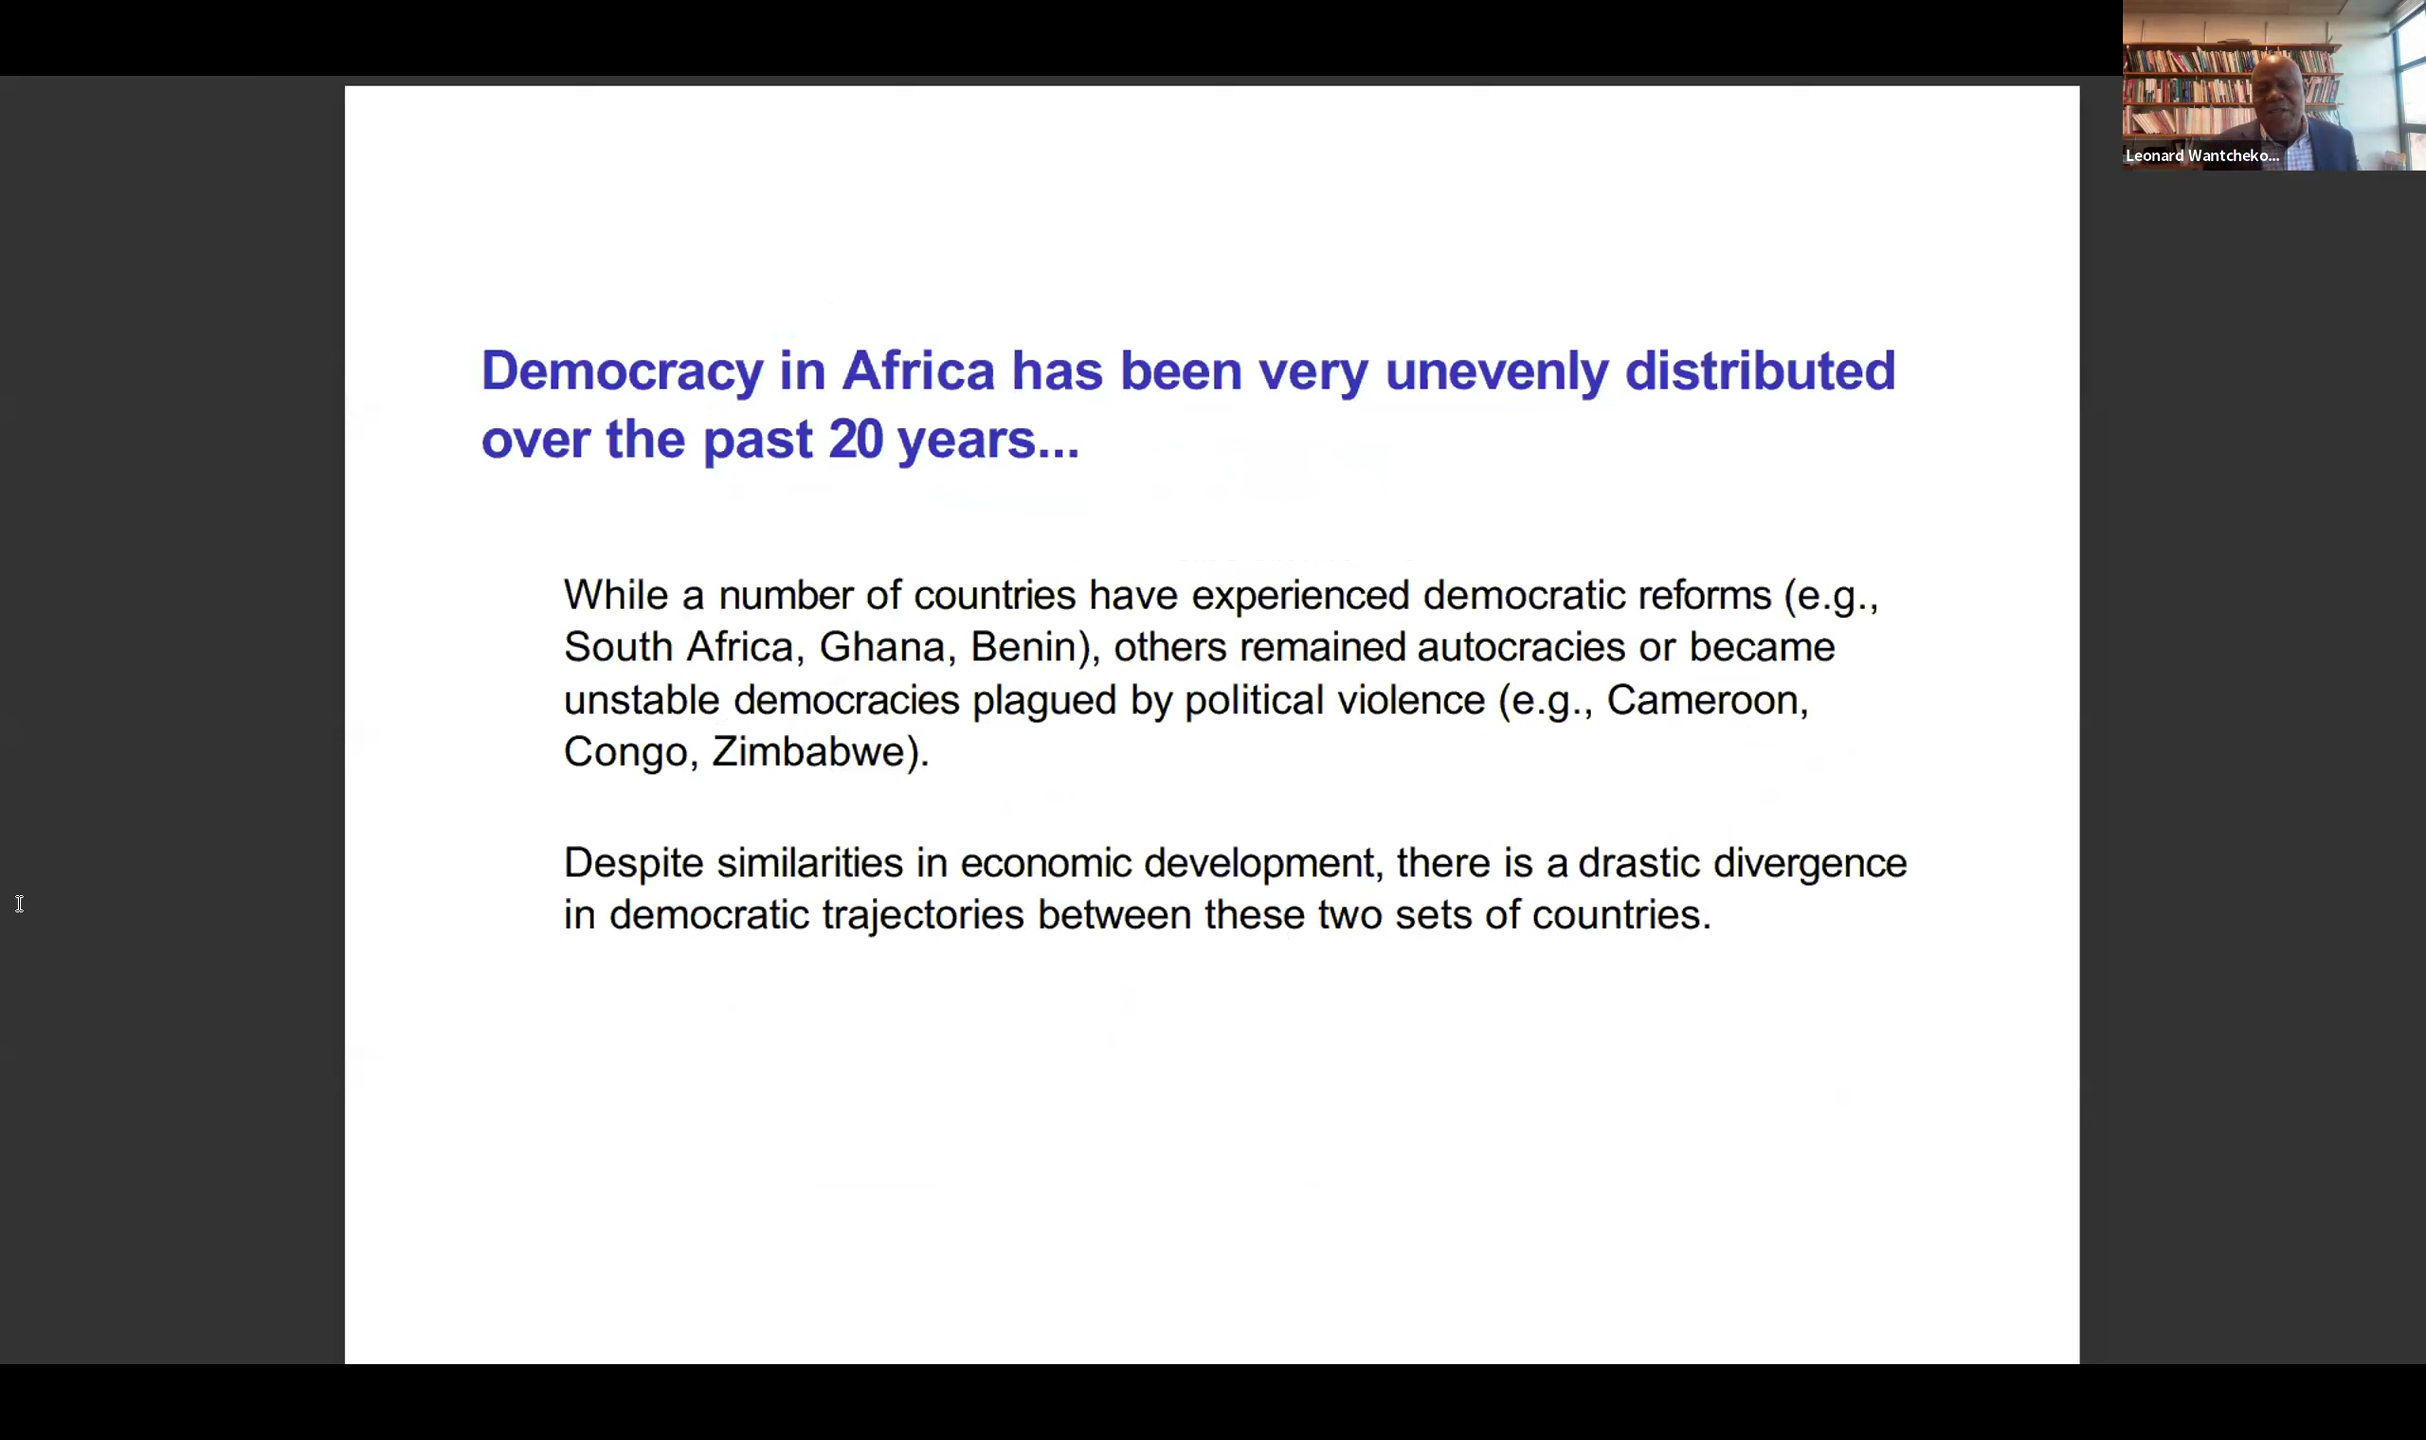 Leonard Wantcheko...
Democracy in Africa has been very unevenly distributed
over the past 20 years...
While a number of countries have experienced democratic reforms (e.g.,
South Africa, Ghana, Benin), others remained autocracies or became
unstable democracies plagued by political violence (e.g., Cameroon,
Congo, Zimbabwe).
Despite similarities in economic development, there is a drastic divergence
in democratic trajectories between these two sets of countries.